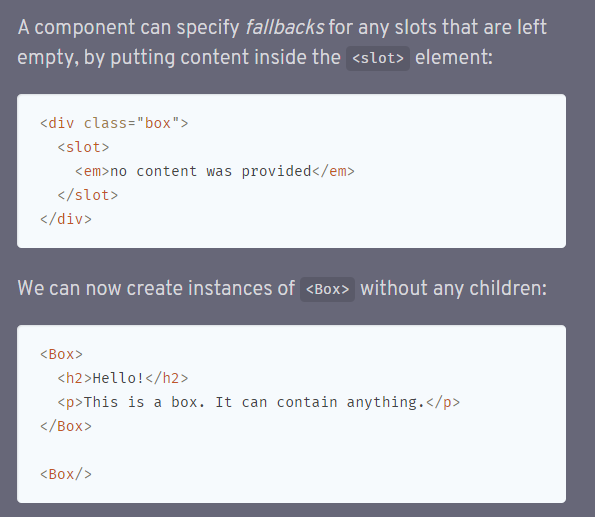 A component can specify fallbacks for any slots that are left
empty, by putting content inside the <slot> element:
<div class="box">
  <slot>
    <em>no content was provided</em>
  </slot>
</div>
We can now create instances of <Box> without any children:
<Box>
  <h2>Hello!</h2>
  <p>This is a box. It can contain anything.</p>
</Box>
<Box/>